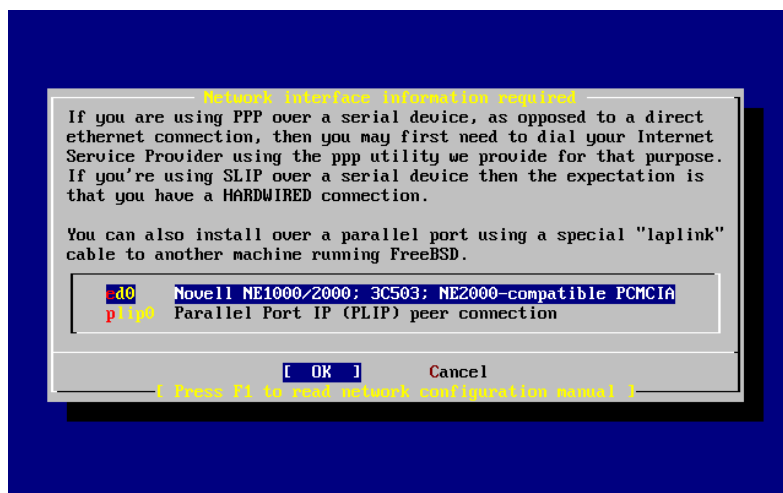 Network interface information required
If you are using PPP over a serial device, as opposed to a direct
ethernet connection, then you may first need to dial your Internet
Service Provider using the ppp utility we provide for that purpose.
If you're using SLIP over a serial device then the expectation is
that you have a HARDWIRED connection.
You can also install over a parallel port using a special "laplink"
cable to another machine running FreeBSD.
ed0 Novell NE1000/2000; 3C503; NE2000-compatible PCMCIA
plip0 Parallel Port IP (PLIP) peer connection
[ OK ] Cancel
[ Press F1 to read network configuration manual ]